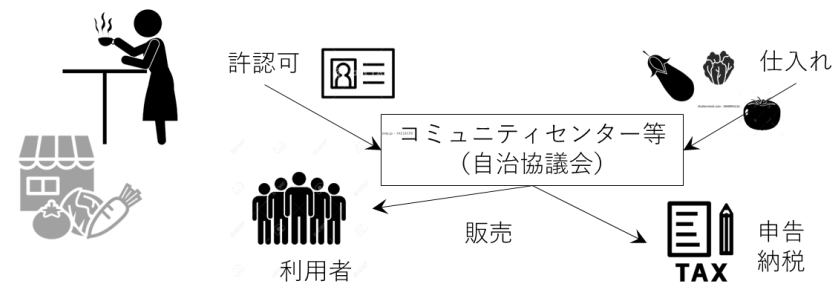 許認可
仕入れ
コミュニティセンター等
（自治協議会）
販売
利用者
TAX
申告
納税